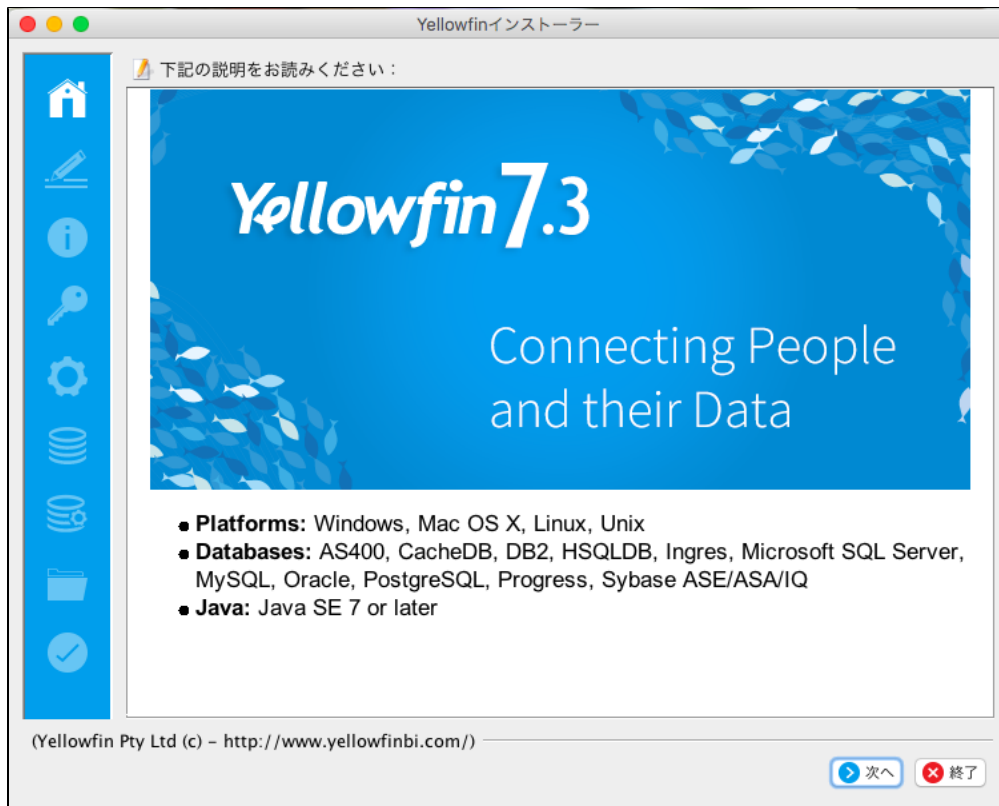 Yellowfinインストーラー
下記の説明をお読みください：
Yellowfin 7.3
Connecting People
and their Data
Platforms: Windows, Mac OS X, Linux, Unix
Databases: AS400, CacheDB, DB2, HSQLDB, Ingres, Microsoft SQL Server,
MySQL, Oracle, PostgreSQL, Progress, Sybase ASE/ASA/IQ
Java: Java SE 7 or later
(Yellowfin Pty Ltd (c) – http://www.yellowfinbi.com/)
次へ 終了